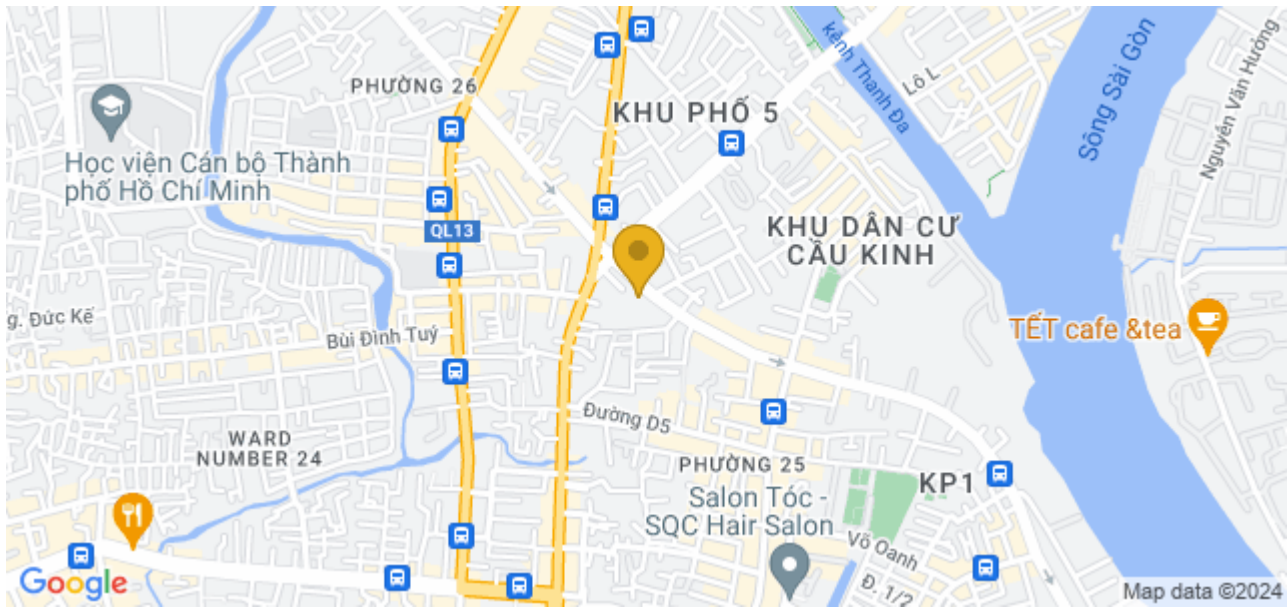 PHƯỜNG 26
KHU PHỐ 5
kênh Thanh Đa
Lô L
Sông Sài Gòn
Nguyễn Văn Hưởng
Học viện Cán bộ Thành
phố Hồ Chí Minh
QL13
KHU DÂN CƯ
CẦU KINH
g. Đức Kế
Bùi Đình Tuý
TẾT cafe &tea
Đường D5
WARD
NUMBER 24
PHƯỜNG 25
KP1
Salon Tóc -
SQC Hair Salon
Võ Oanh
Đ. 1/2
Google
Map data ©2024